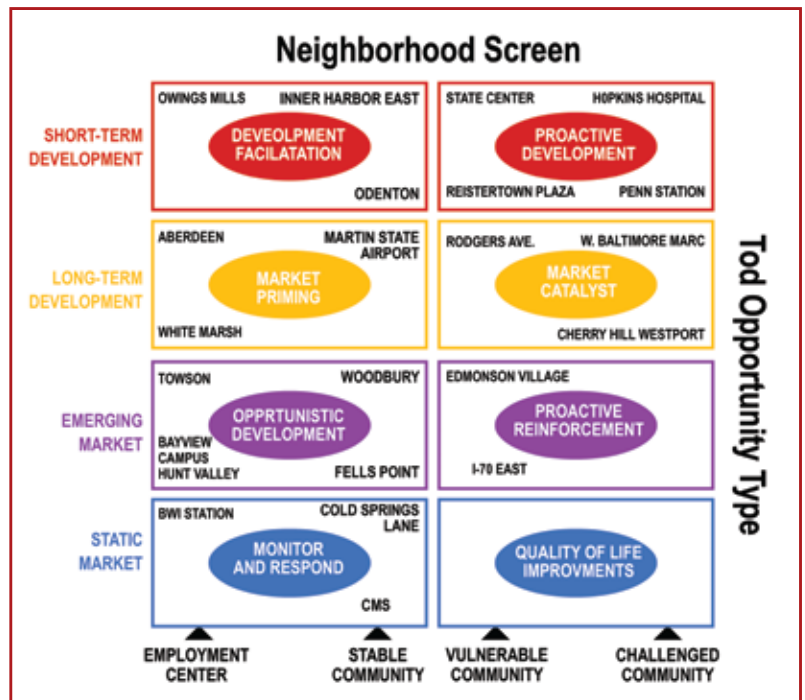 Neighborhood Screen
SHORT-TERM
DEVELOPMENT
OWINGS MILLS
INNER HARBOR EAST
DEVEOLPMENT
FACILATATION
ODENTON
STATE CENTER
H0PKINS HOSPITAL
PROACTIVE
DEVELOPMENT
REISTERTOWN PLAZA
PENN STATION
LONG-TERM
DEVELOPMENT
ABERDEEN
MARTIN STATE
AIRPORT
MARKET
PRIMING
WHITE MARSH
RODGERS AVE.
W. BALTIMORE MARC
MARKET
CATALYST
CHERRY HILL WESTPORT
EMERGING
MARKET
TOWSON
WOODBURY
OPPRTUNISTIC
DEVELOPMENT
BAYVIEW
CAMPUS
HUNT VALLEY
FELLS POINT
EDMONSON VILLAGE
PROACTIVE
REINFORCEMENT
I-70 EAST
STATIC
MARKET
BWI STATION
COLD SPRINGS
LANE
MONITOR
AND RESPOND
CMS
QUALITY OF LIFE
IMPROVMENTS
EMPLOYMENT
CENTER
STABLE
COMMUNITY
VULNERABLE
COMMUNITY
CHALLENGED
COMMUNITY
Tod Opportunity Type